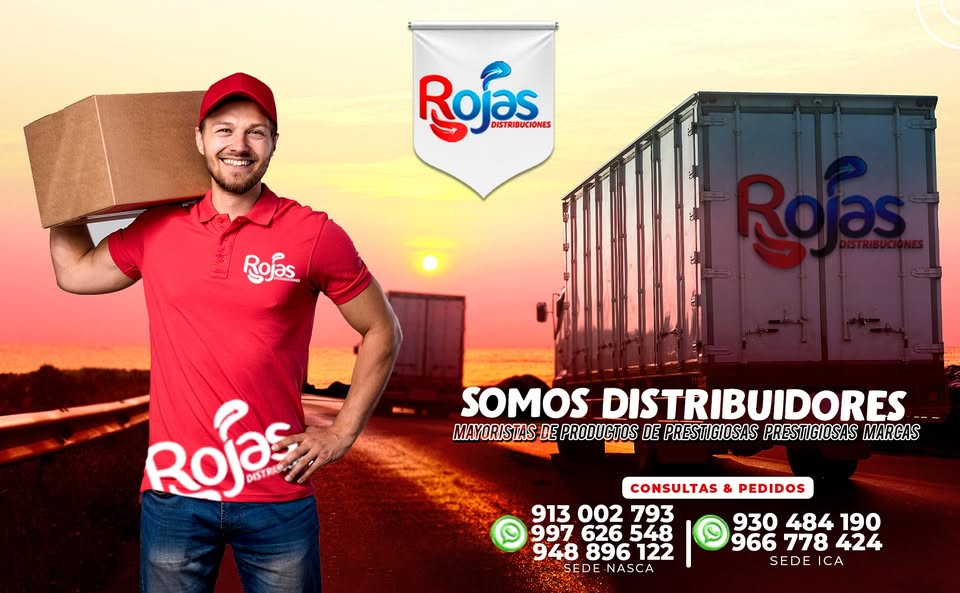 Rojas
DISTRIBUCIONES
Rojas
DISTRIBUCIONES
Rojas
DISTRIBUCIONES
SOMOS DISTRIBUIDORES
MAYORISTAS DE PRODUCTOS DE PRESTIGIOSAS PRESTIGIOSAS MARCAS
Rojas
CONSULTAS & PEDIDOS
913 002 793
997 626 548
948 896 122
SEDE NASCA
930 484 190
966 778 424
SEDE ICA